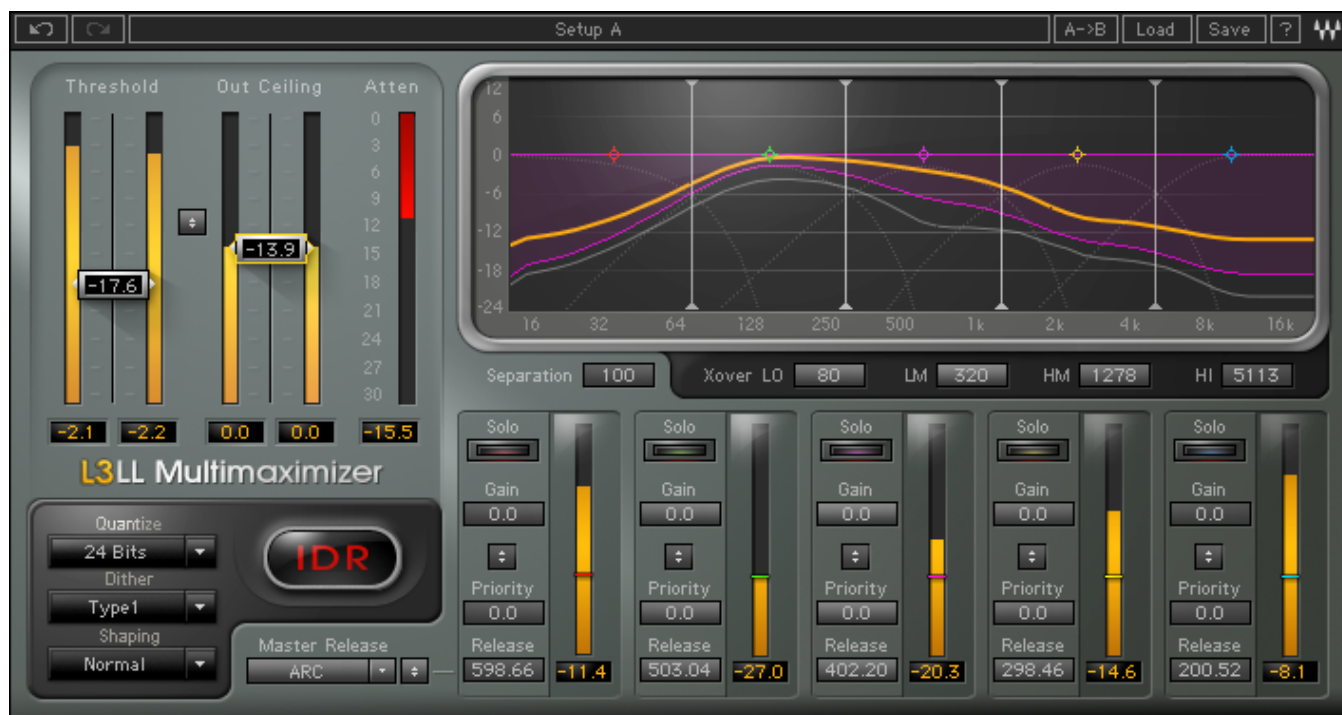 Setup A A->B Load Save ?
Threshold Out Ceiling Atten
0
3
6
9
12
15
18
21
24
27
30
-17.6
-13.9
-2.1 -2.2 0.0 0.0 -15.5
L3LL Multimaximizer
12
6
0
-6
-12
-18
-24
16 32 64 128 250 500 1k 2k 4k 8k 16k
Separation 100 Xover LO 80 LM 320 HM 1278 HI 5113
Quantize
24 Bits
Dither
Type1
Shaping
Normal
IDR
Master Release
ARC
Solo Solo Solo Solo Solo
Gain Gain Gain Gain Gain
0.0 0.0 0.0 0.0 0.0
Priority Priority Priority Priority Priority
0.0 0.0 0.0 0.0 0.0
Release Release Release Release Release
598.66 -11.4 503.04 -27.0 402.20 -20.3 298.46 -14.6 200.52 -8.1